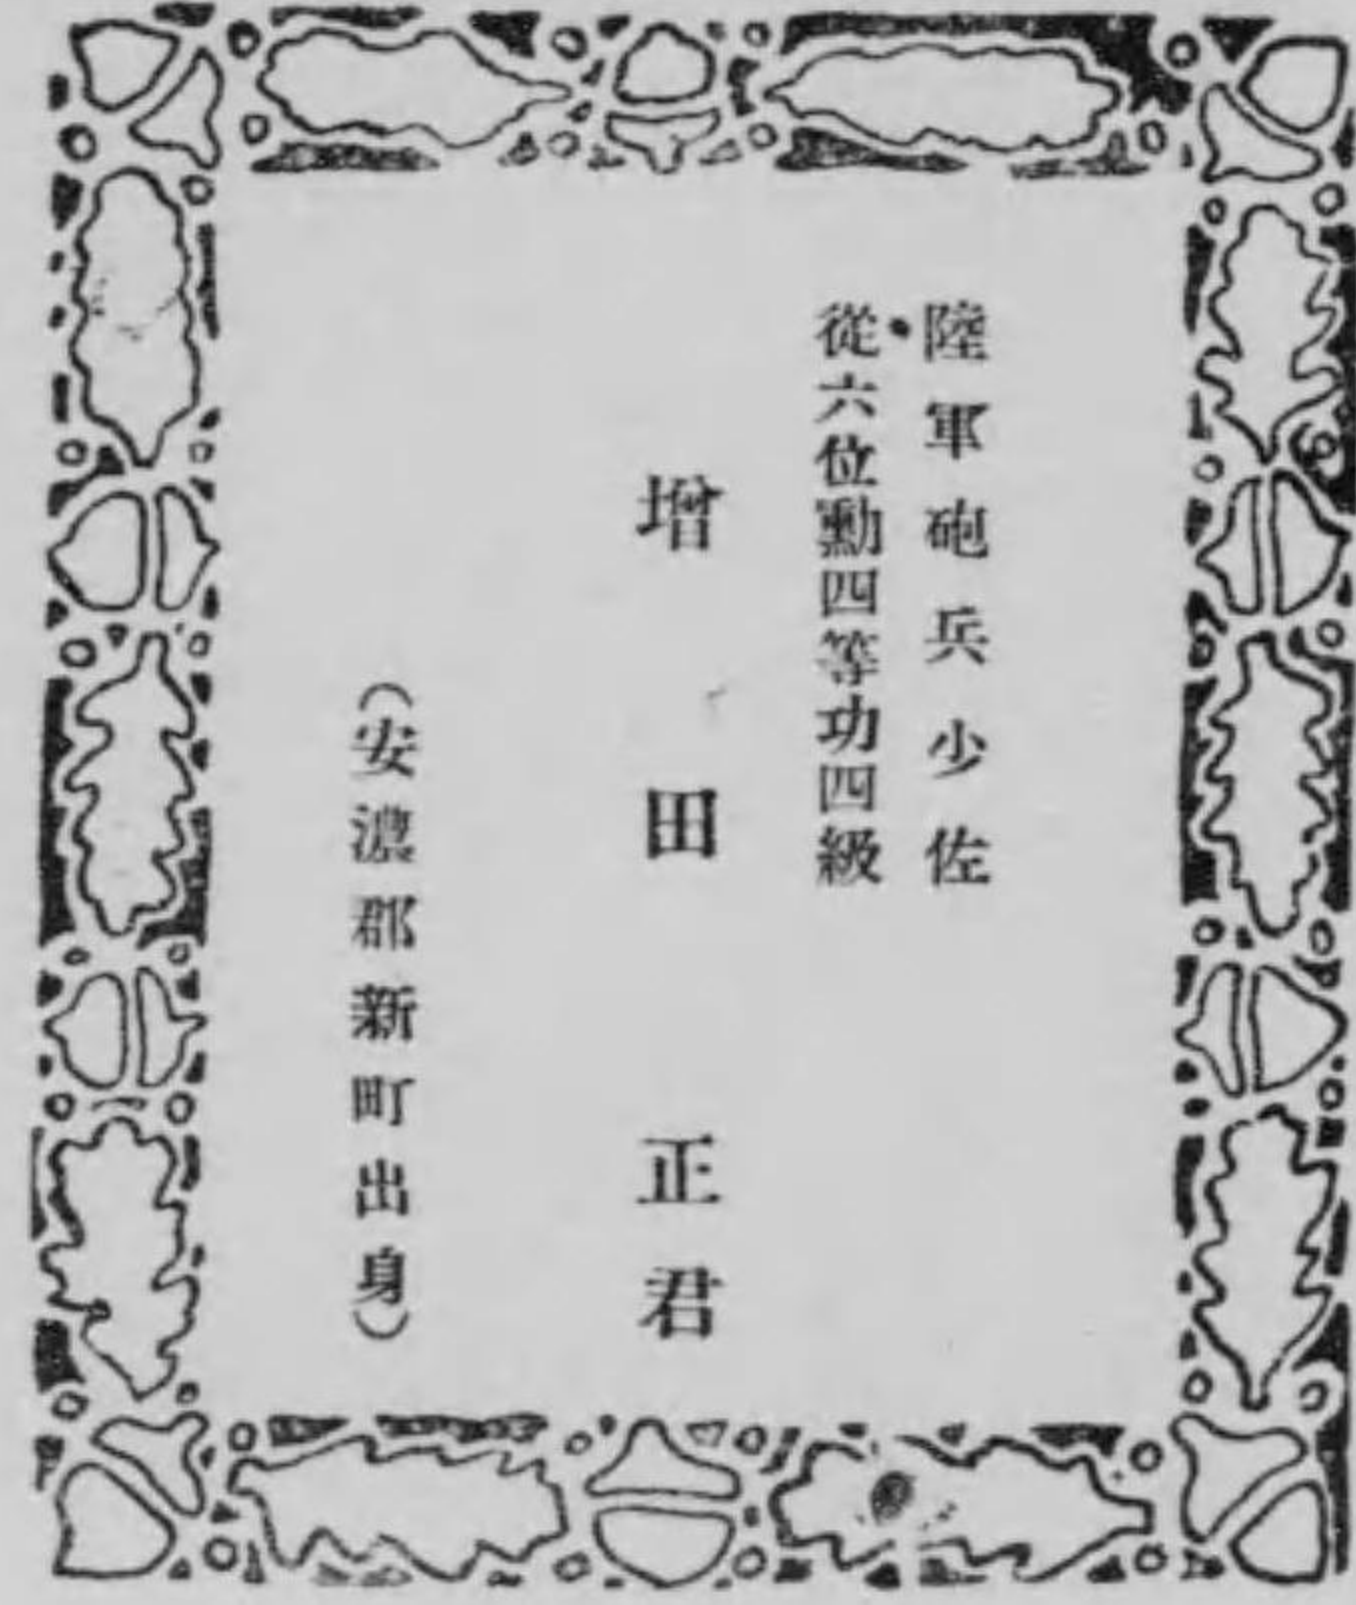 陸軍砲兵少佐
從六位勳四等功四級
增田正君
(安濃郡新町出身)